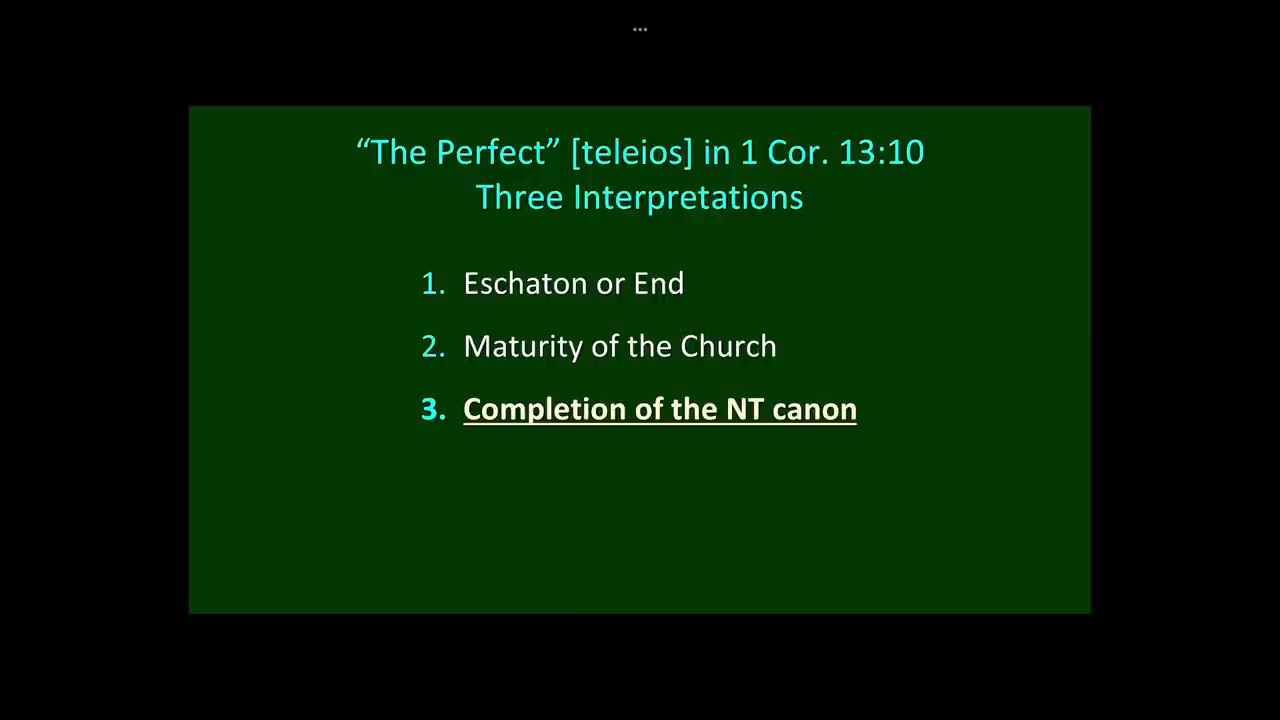 “The Perfect” [teleios] in 1 Cor. 13:10
Three Interpretations
1. Eschaton or End
2. Maturity of the Church
3. Completion of the NT canon